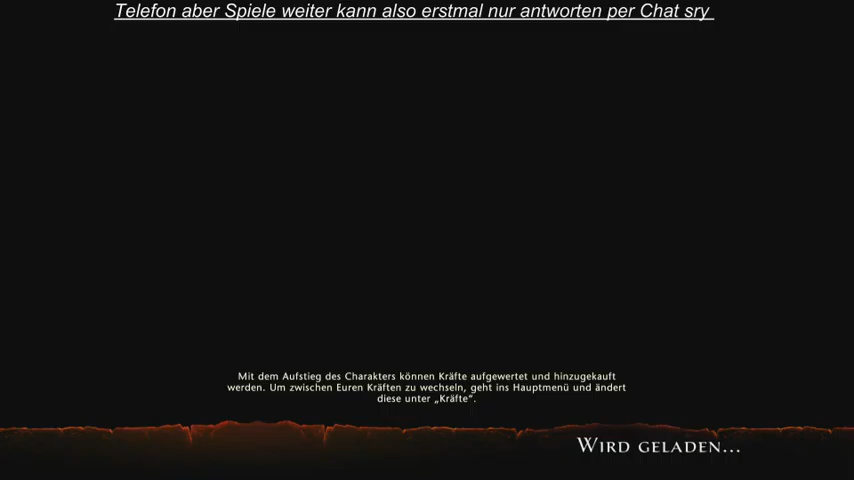 Telefon aber Spiele weiter kann also erstmal nur antworten per Chat sry
Mit dem Aufstieg des Charakters können Kräfte aufgewertet und hinzugekauft
werden. Um zwischen Euren Kräften zu wechseln, geht ins Hauptmenü und ändert
diese unter „Kräfte“.
WIRD GELADEN...